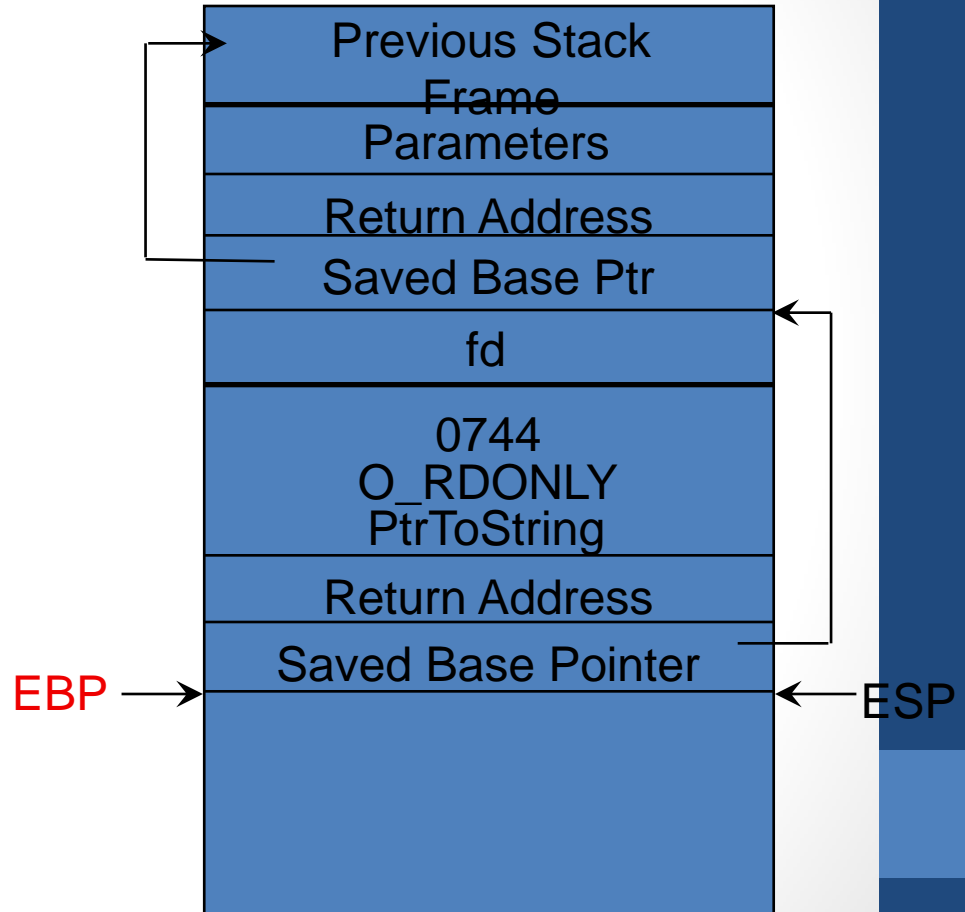 Previous Stack
Frame
Parameters
Return Address
Saved Base Ptr
fd
0744
O_RDONLY
PtrToString
Return Address
Saved Base Pointer
EBP
ESP